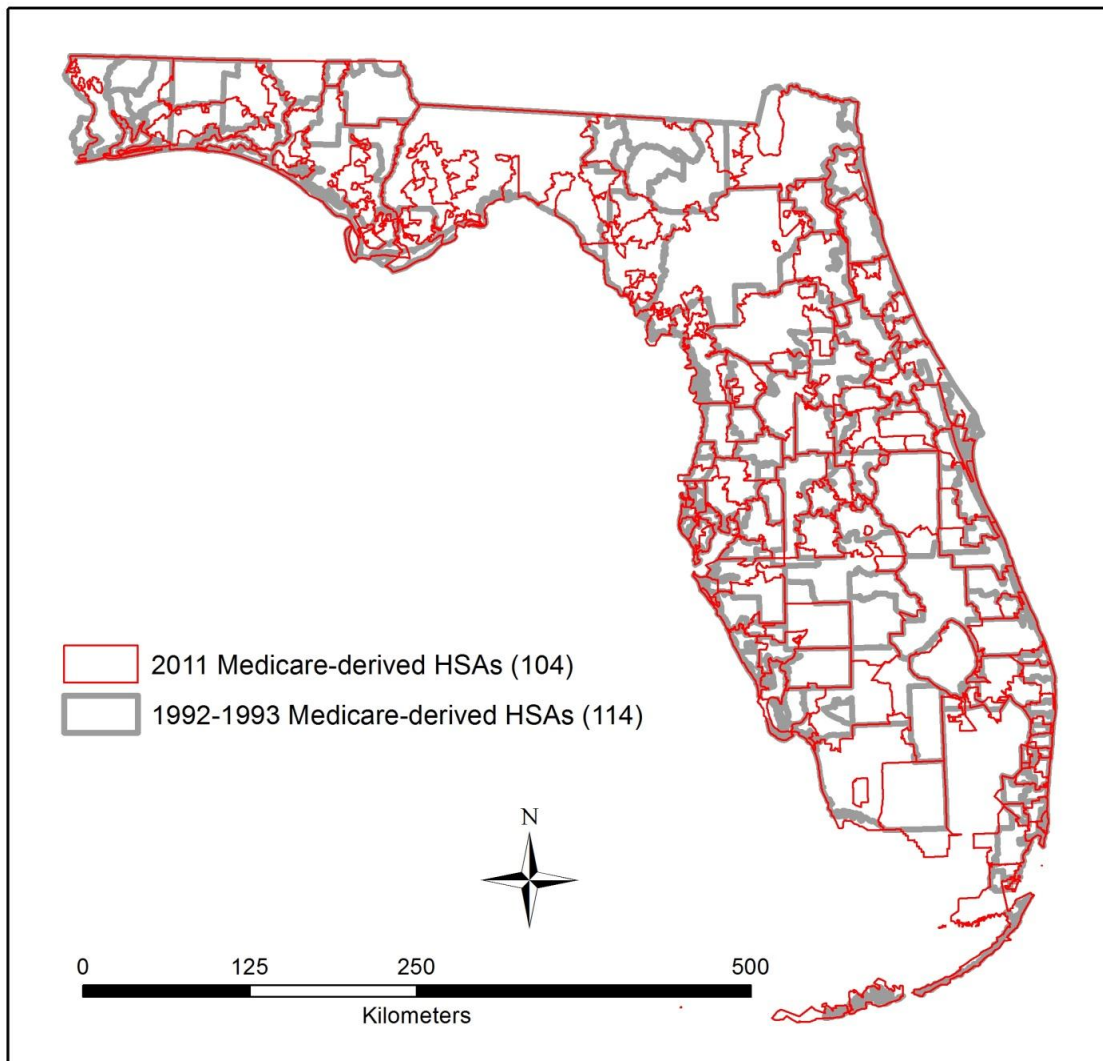 2011 Medicare-derived HSAs (104)
1992-1993 Medicare-derived HSAs (114)
N
0 125 250 500
Kilometers